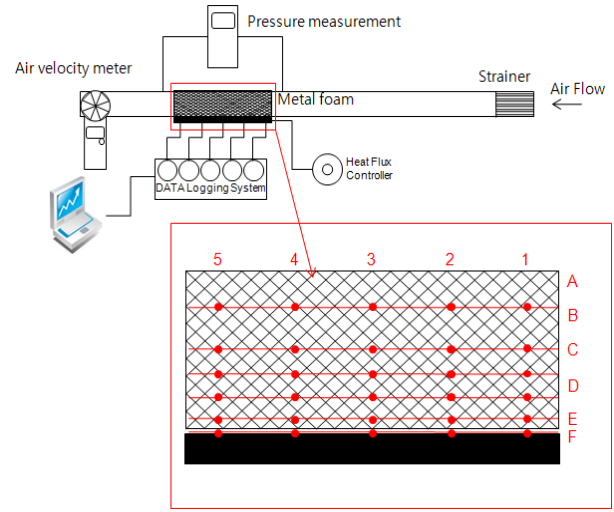 Pressure measurement
Air velocity meter
Strainer
Air Flow
Metal foam
Heat Flux
Controller
DATA Logging System
5 4 3 2 1
A
B
C
D
E
F